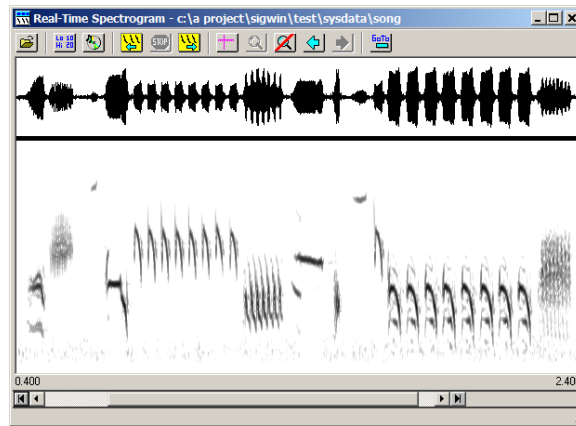 Real-Time Spectrogram - c:\a project\sigwin\test\sysdata\song
Lo 10
Hi 20
STOP
GoTo
0.400
2.40